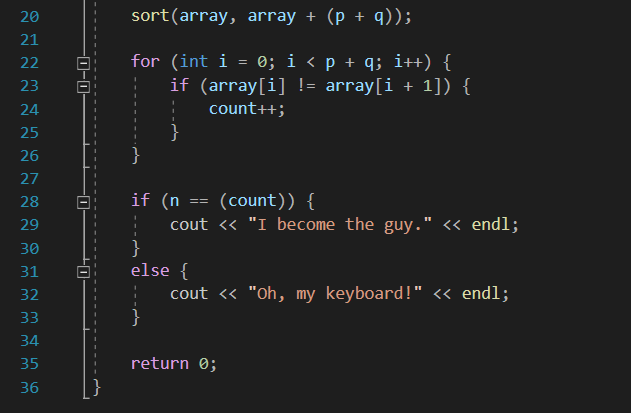 20 sort(array, array + (p + q));
21
22 for (int i = 0; i < p + q; i++) {
23 if (array[i] != array[i + 1]) {
24 count++;
25 }
26 }
27
28 if (n == (count)) {
29 cout << "I become the guy." << endl;
30 }
31 else {
32 cout << "Oh, my keyboard!" << endl;
33 }
34
35 return 0;
36 }